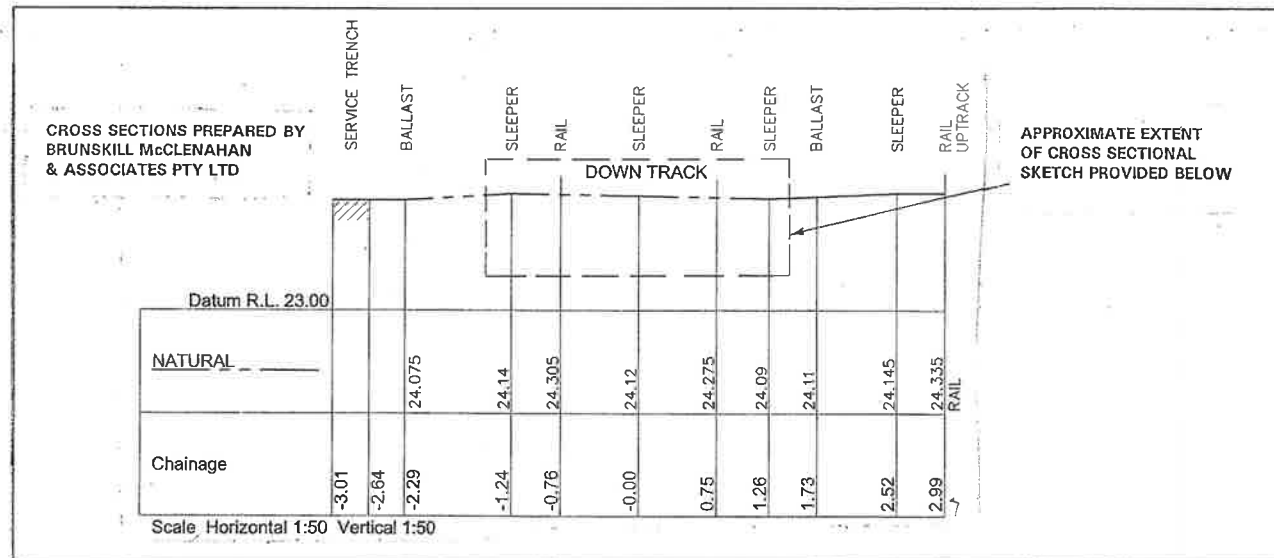 SERVICE TRENCH
BALLAST
SLEEPER
RAIL
SLEEPER
RAIL
SLEEPER
BALLAST
SLEEPER
RAIL
UPTRACK
CROSS SECTIONS PREPARED BY
BRUNSKILL McCLENAHAN
& ASSOCIATES PTY LTD
APPROXIMATE EXTENT
OF CROSS SECTIONAL
SKETCH PROVIDED BELOW
DOWN TRACK
Datum R.L. 23.00
NATURAL
24.075
24.14
24.305
24.12
24.275
24.09
24.11
24.145
24.335
RAIL
Chainage
-3.01
-2.64
-2.29
-1.24
-0.76
-0.00
0.75
1.26
1.73
2.52
2.99
Scale Horizontal 1:50 Vertical 1:50